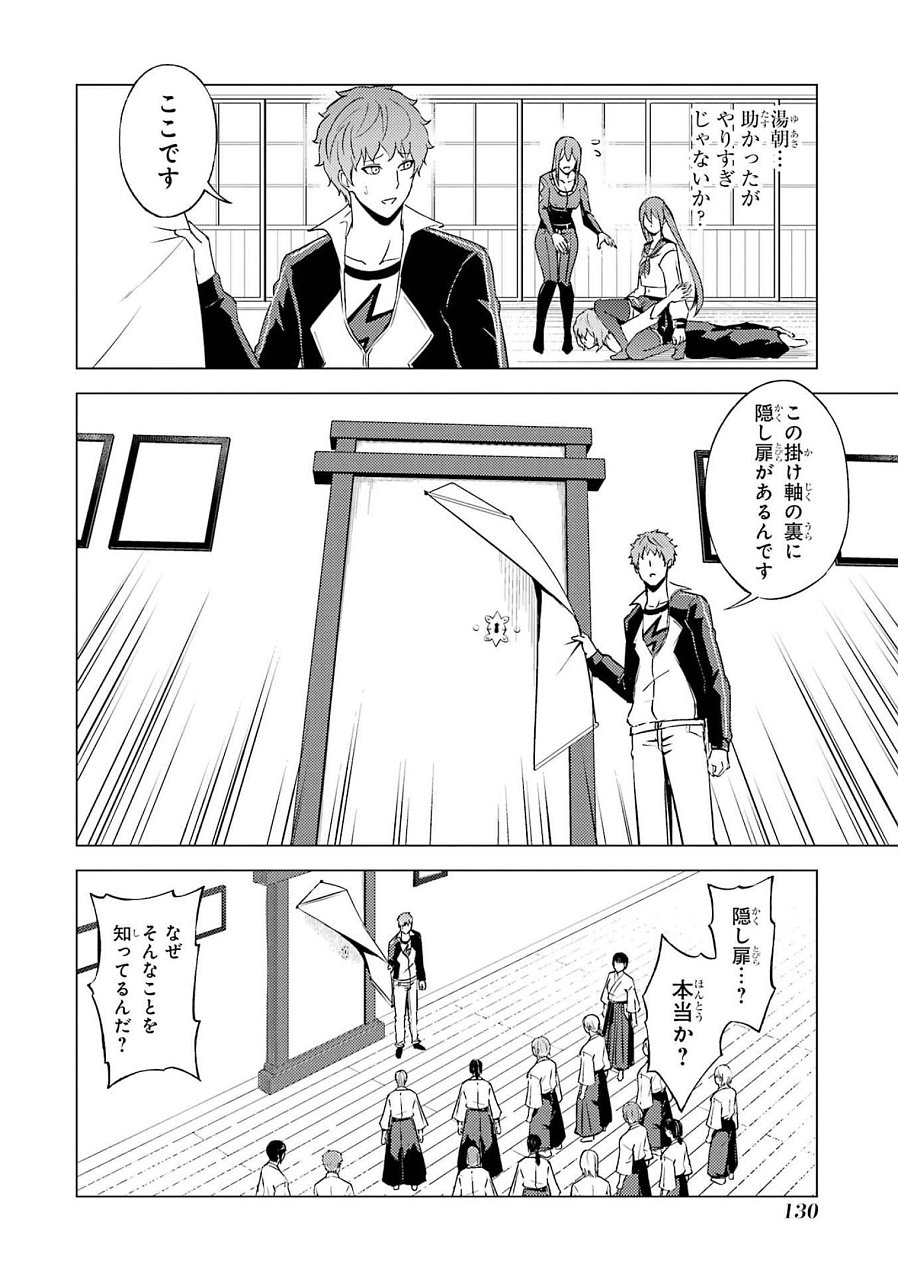 湯朝…
助かったが
やりすぎ
じゃないか？
ここです
この掛け軸の裏に
隠し扉があるんです
隠し扉…？
本当か？
なぜ
そんなことを
知ってるんだ？
130